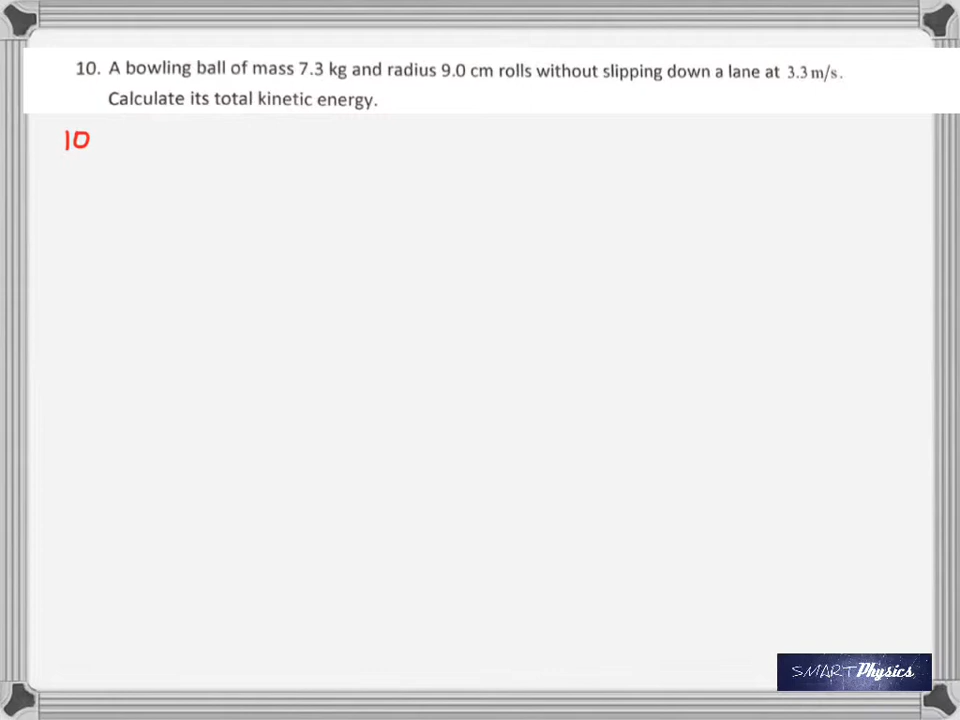 10. A bowling ball of mass 7.3 kg and radius 9.0 cm rolls without slipping down a lane at 3.3 m/s.
Calculate its total kinetic energy.
10
SMART Physics